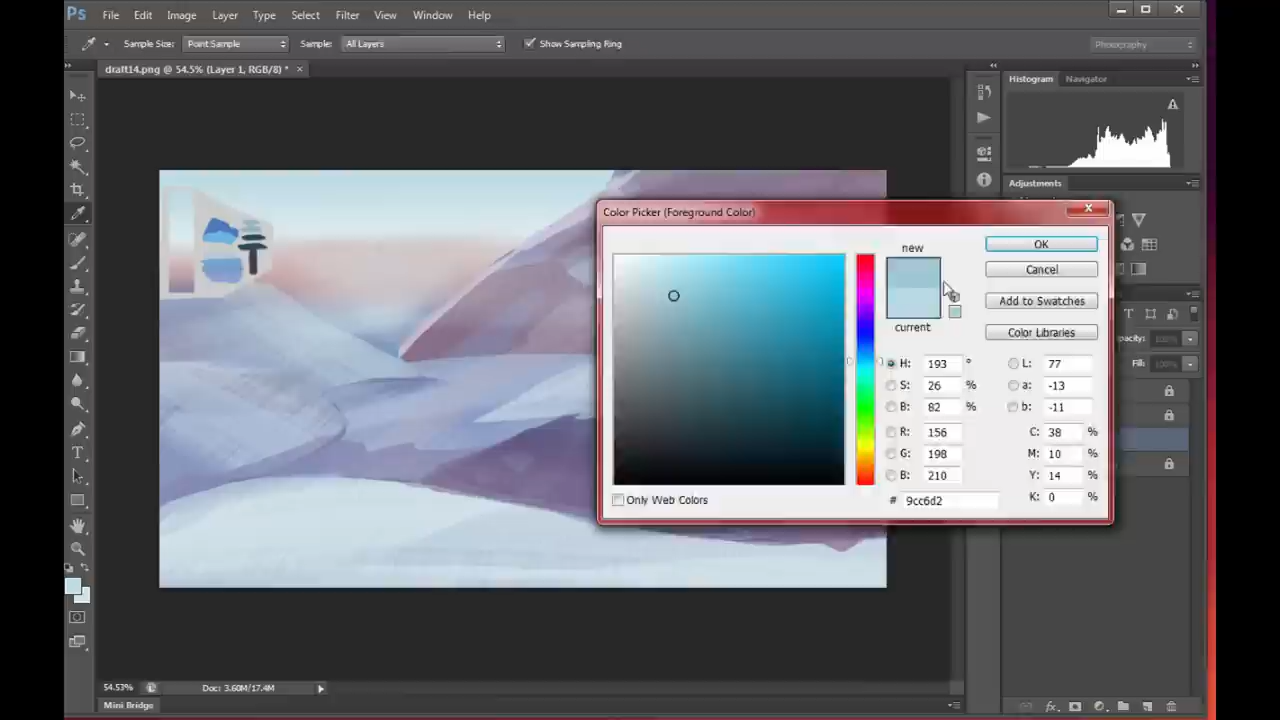 Ps File Edit Image Layer Type Select Filter View Window Help
Sample Size: Point Sample Sample: All Layers Show Sampling Ring Photography
draft14.png @ 54.5% (Layer 1, RGB/8) * ×
Histogram Navigator
Adjustments
Color Picker (Foreground Color)
new
current
OK
Cancel
Add to Swatches
Color Libraries
H: 193 ° L: 77
S: 26 % a: -13
B: 82 % b: -11
R: 156 C: 38 %
G: 198 M: 10 %
B: 210 Y: 14 %
# 9cc6d2 K: 0 %
Only Web Colors
Opacity: 100%
Fill: 100%
54.53% Doc: 3.60M/17.4M
Mini Bridge